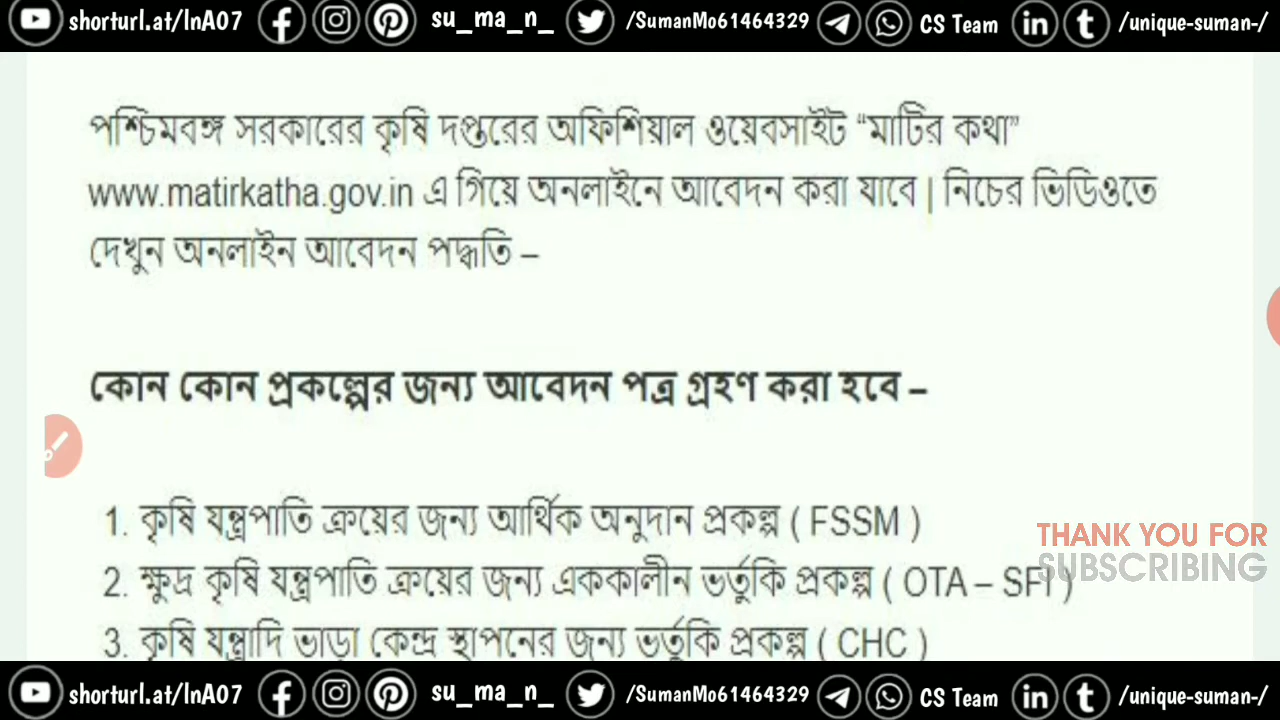 shorturl.at/lnA07 su_ma_n_ /SumanMo61464329 CS Team /unique-suman-/
পশ্চিমবঙ্গ সরকারের কৃষি দপ্তরের অফিশিয়াল ওয়েবসাইট “মাটির কথা”
www.matirkatha.gov.in এ গিয়ে অনলাইনে আবেদন করা যাবে | নিচের ভিডিওতে
দেখুন অনলাইন আবেদন পদ্ধতি –
কোন কোন প্রকল্পের জন্য আবেদন পত্র গ্রহণ করা হবে –
1. কৃষি যন্ত্রপাতি ক্রয়ের জন্য আর্থিক অনুদান প্রকল্প ( FSSM )
2. ক্ষুদ্র কৃষি যন্ত্রপাতি ক্রয়ের জন্য এককালীন ভর্তুকি প্রকল্প ( OTA – SFI )
3. কৃষি যন্ত্রাদি ভাড়া কেন্দ্র স্থাপনের জন্য ভর্তুকি প্রকল্প ( CHC )
THANK YOU FOR
SUBSCRIBING
shorturl.at/lnA07 su_ma_n_ /SumanMo61464329 CS Team /unique-suman-/